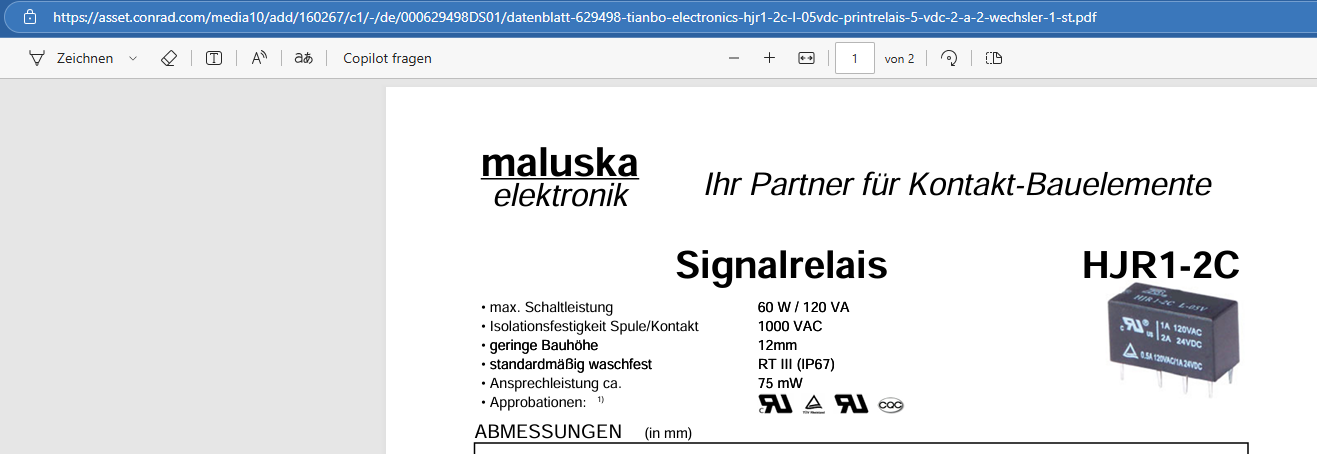 https://asset.conrad.com/media10/add/160267/c1/-/de/000629498DS01/datenblatt-629498-tianbo-electronics-hjr1-2c-l-05vdc-printrelais-5-vdc-2-a-2-wechsler-1-st.pdf
Zeichnen
Copilot fragen
1 von 2
maluska
elektronik
Ihr Partner für Kontakt-Bauelemente
Signalrelais HJR1-2C
• max. Schaltleistung 60 W / 120 VA
• Isolationsfestigkeit Spule/Kontakt 1000 VAC
• geringe Bauhöhe 12mm
• standardmäßig waschfest RT III (IP67)
• Ansprechleistung ca. 75 mW
• Approbationen: 1)
CQC
HJR1-2C L-05V
1A 120VAC
2A 24VDC
0.5A 120VAC/1A 24VDC
ABMESSUNGEN (in mm)